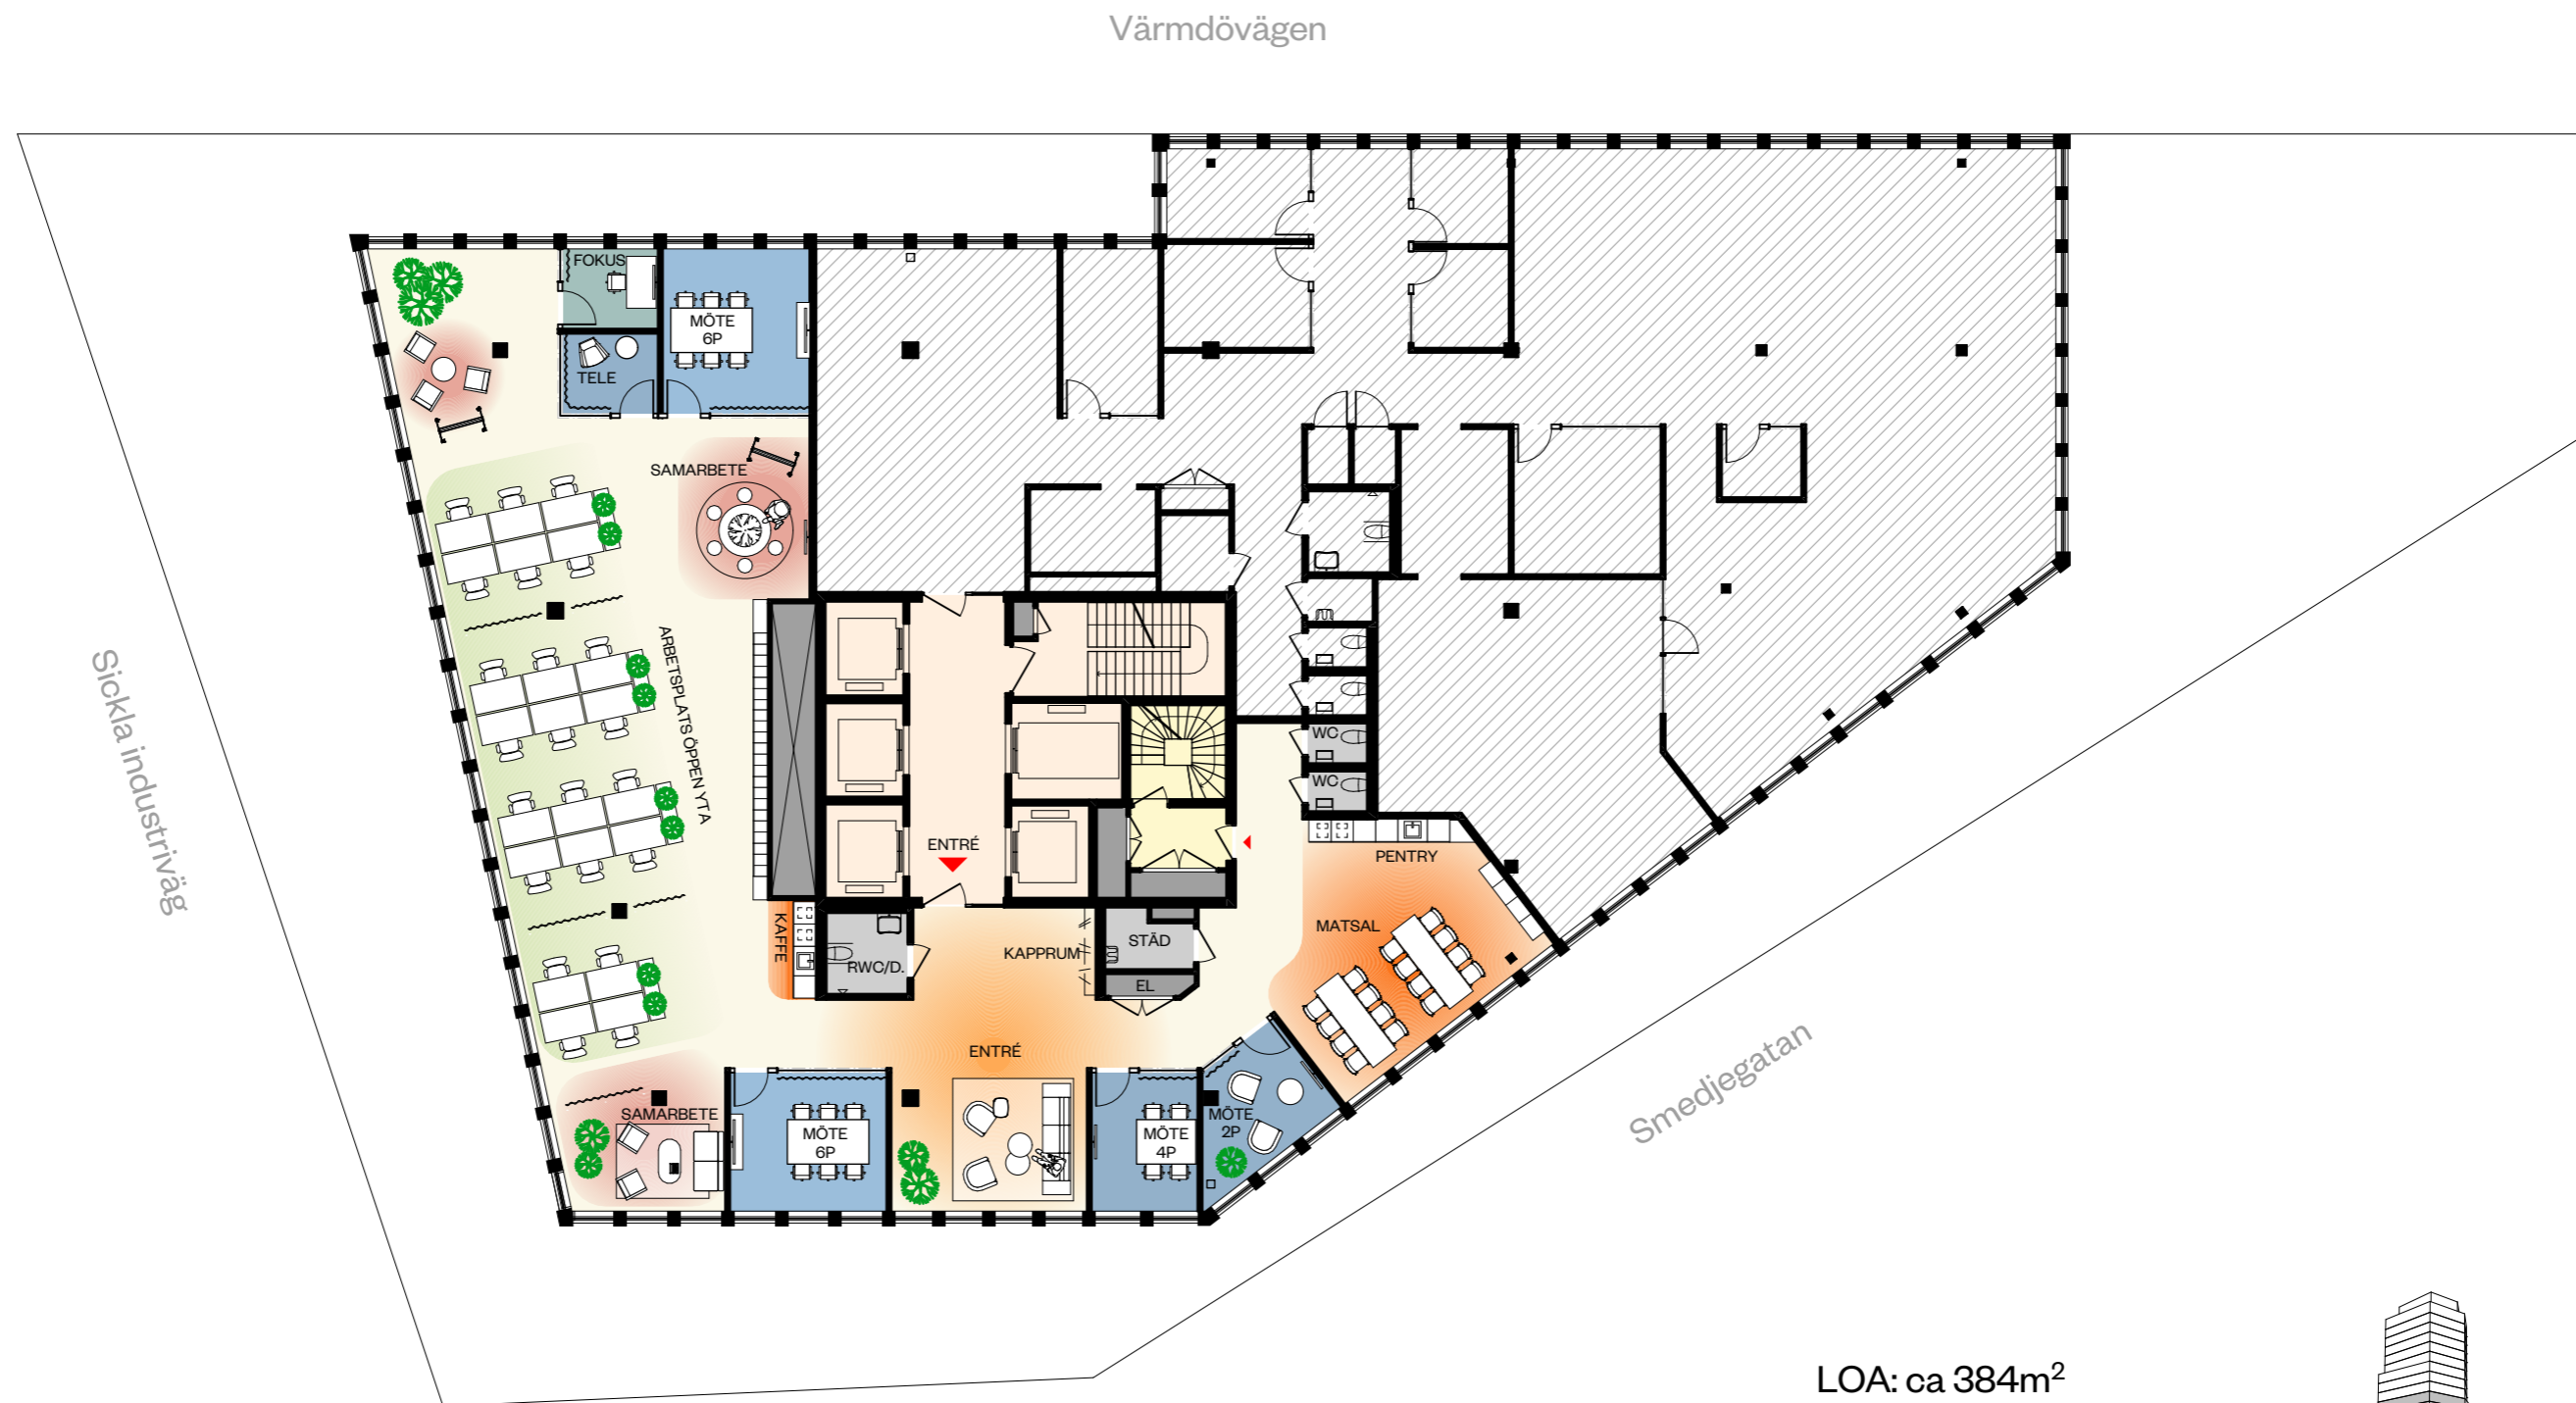 Värmdövägen
FOKUS
MÖTE
6P
TELE
SAMARBETE
ARBETSPLATS ÖPPEN YTA
Sickla industriväg
WC
WC
ENTRÉ
PENTRY
KAFFE
MATSAL
STÄD
KAPPRUM
RWC/D.
EL
ENTRÉ
Smedjegatan
SAMARBETE
MÖTE
6P
MÖTE
4P
MÖTE
2P
LOA: ca 384m²